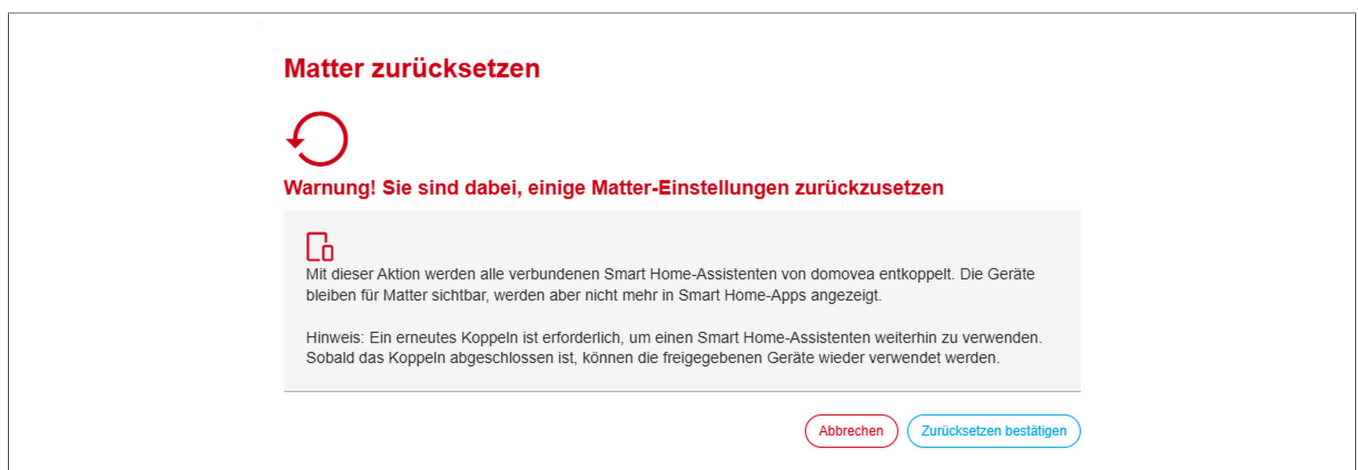 Matter zurücksetzen
Warnung! Sie sind dabei, einige Matter-Einstellungen zurückzusetzen
Mit dieser Aktion werden alle verbundenen Smart Home-Assistenten von domovea entkoppelt. Die Geräte
bleiben für Matter sichtbar, werden aber nicht mehr in Smart Home-Apps angezeigt.
Hinweis: Ein erneutes Koppeln ist erforderlich, um einen Smart Home-Assistenten weiterhin zu verwenden.
Sobald das Koppeln abgeschlossen ist, können die freigegebenen Geräte wieder verwendet werden.
Abbrechen Zurücksetzen bestätigen